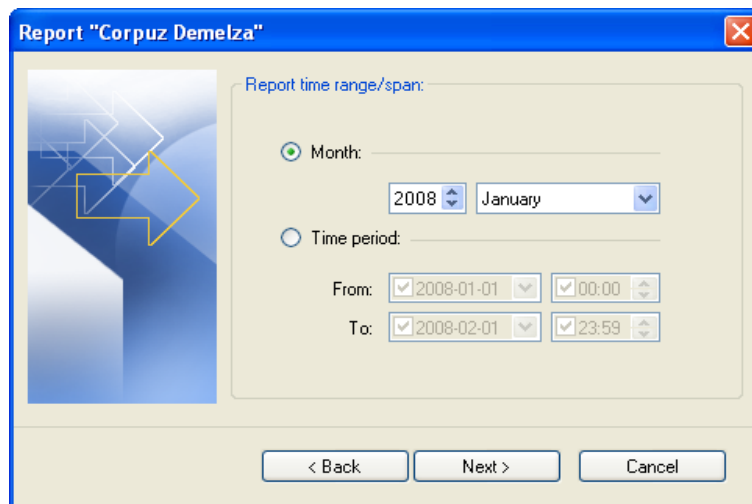 Report "Corpuz Demelza"
Report time range/span:
Month:
2008 January
Time period:
From: 2008-01-01 00:00
To: 2008-02-01 23:59
< Back Next > Cancel